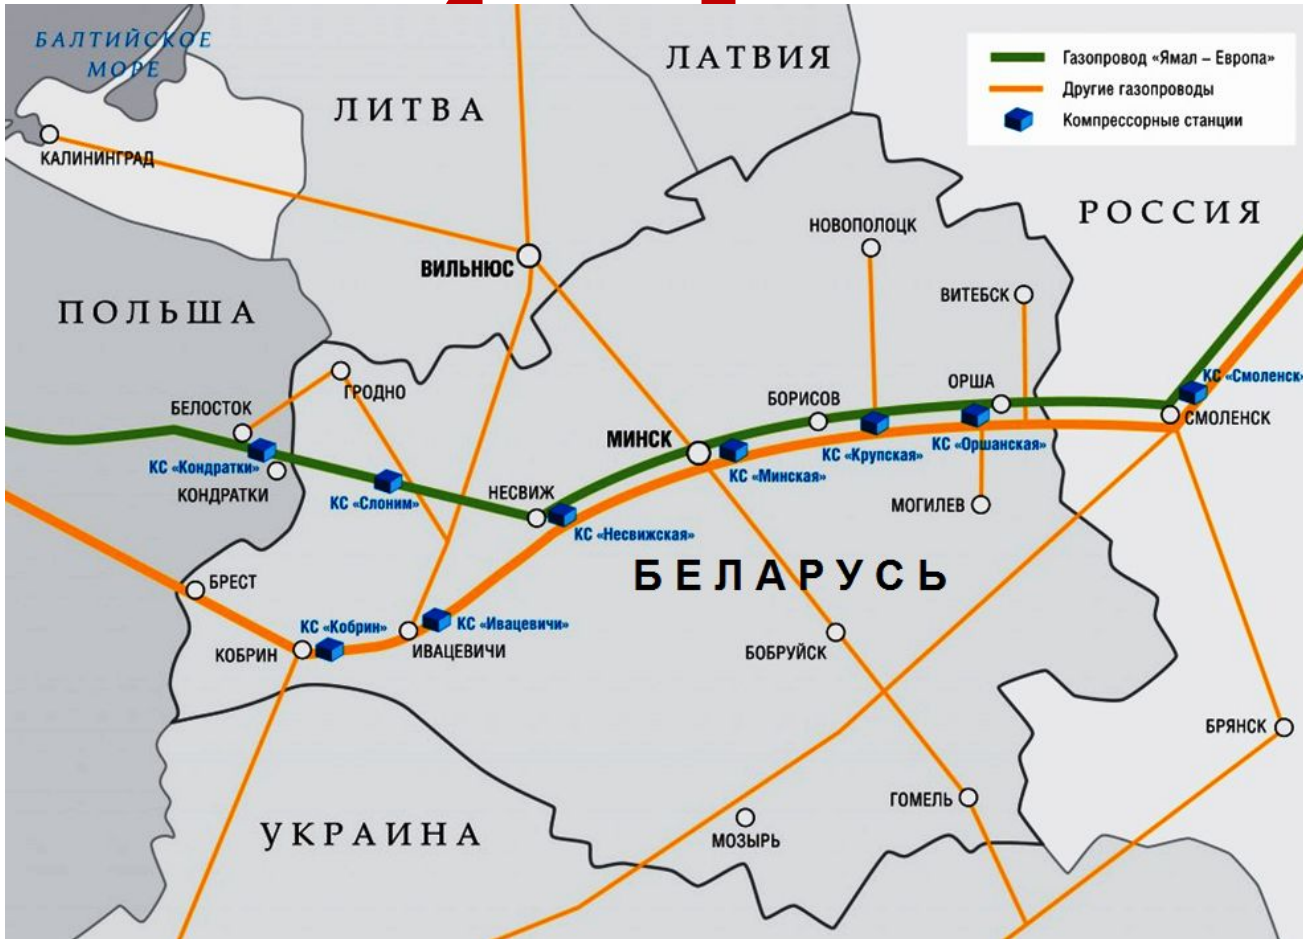 БАЛТИЙСКОЕ
МОРЕ
ЛАТВИЯ
Газопровод «Ямал – Европа»
Другие газопроводы
Компрессорные станции
ЛИТВА
КАЛИНИНГРАД
РОССИЯ
НОВОПОЛОЦК
ВИЛЬНЮС
ВИТЕБСК
ПОЛЬША
КС «Смоленск»
ОРША
ГРОДНО
БОРИСОВ
БЕЛОСТОК
СМОЛЕНСК
МИНСК
КС «Оршанская»
КС «Крупская»
КС «Кондратки»
КС «Минская»
КОНДРАТКИ
НЕСВИЖ
КС «Слоним»
МОГИЛЕВ
КС «Несвижская»
БЕЛАРУСЬ
БРЕСТ
КС «Кобрин»
КС «Ивацевичи»
КОБРИН
ИВАЦЕВИЧИ
БОБРУЙСК
БРЯНСК
ГОМЕЛЬ
УКРАИНА
МОЗЫРЬ